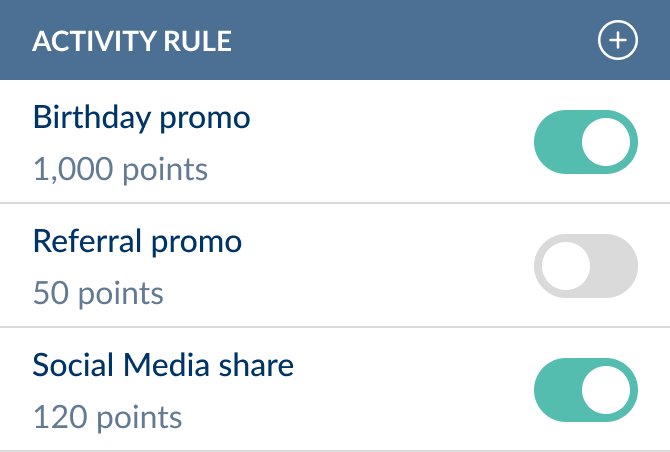 ACTIVITY RULE
Birthday promo
1,000 points
Referral promo
50 points
Social Media share
120 points